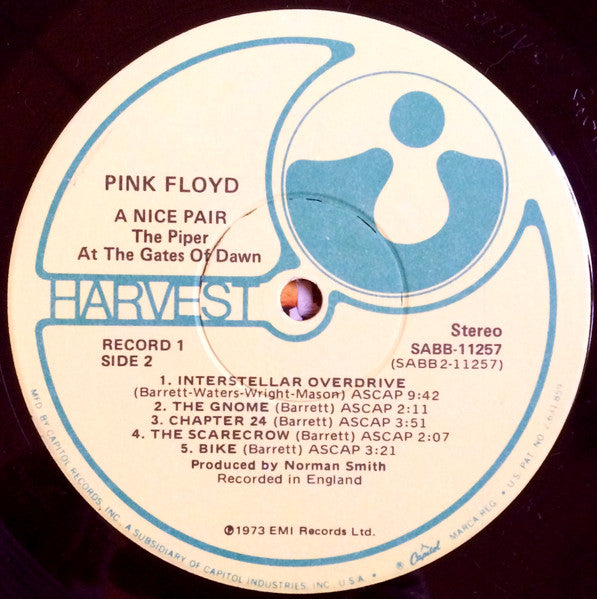 PINK FLOYD
A NICE PAIR
The Piper
At The Gates Of Dawn
HARVEST
RECORD 1
SIDE 2
Stereo
SABB-11257
(SABB2-11257)
1. INTERSTELLAR OVERDRIVE
(Barrett-Waters-Wright-Mason) ASCAP 9:42
2. THE GNOME (Barrett) ASCAP 2:11
3. CHAPTER 24 (Barrett) ASCAP 3:51
4. THE SCARECROW (Barrett) ASCAP 2:07
5. BIKE (Barrett) ASCAP 3:21
Produced by Norman Smith
Recorded in England
℗1973 EMI Records Ltd.
MFD. BY CAPITOL RECORDS, INC., A SUBSIDIARY OF CAPITOL INDUSTRIES, INC., U.S.A. • ® Capitol MARCA REG. • U.S. PAT. NO. 2,631,859